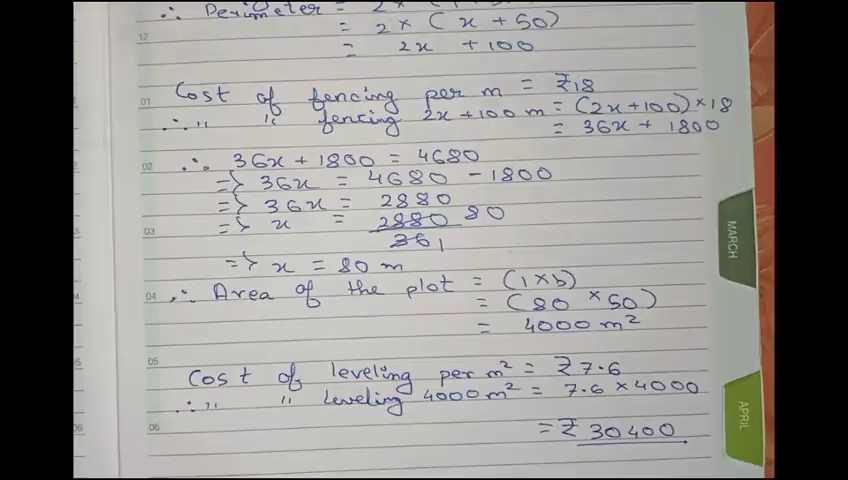 ∴ Perimeter = 2 ×
= 2 × (x + 50)
= 2x + 100
Cost of fencing per m = ₹18
∴ " " fencing 2x+100 m = (2x+100) × 18
= 36x + 1800
∴ 36x + 1800 = 4680
=> 36x = 4680 - 1800
=> 36x = 2880
=> x = 2880 80
36 1
=> x = 80 m
∴ Area of the plot = (l × b)
= (80 × 50)
= 4000 m²
Cost of leveling per m² = ₹7.6
∴ " " leveling 4000 m² = 7.6 × 4000
= ₹ 30400
12
01
02
03
04
05
06
MARCH
APRIL